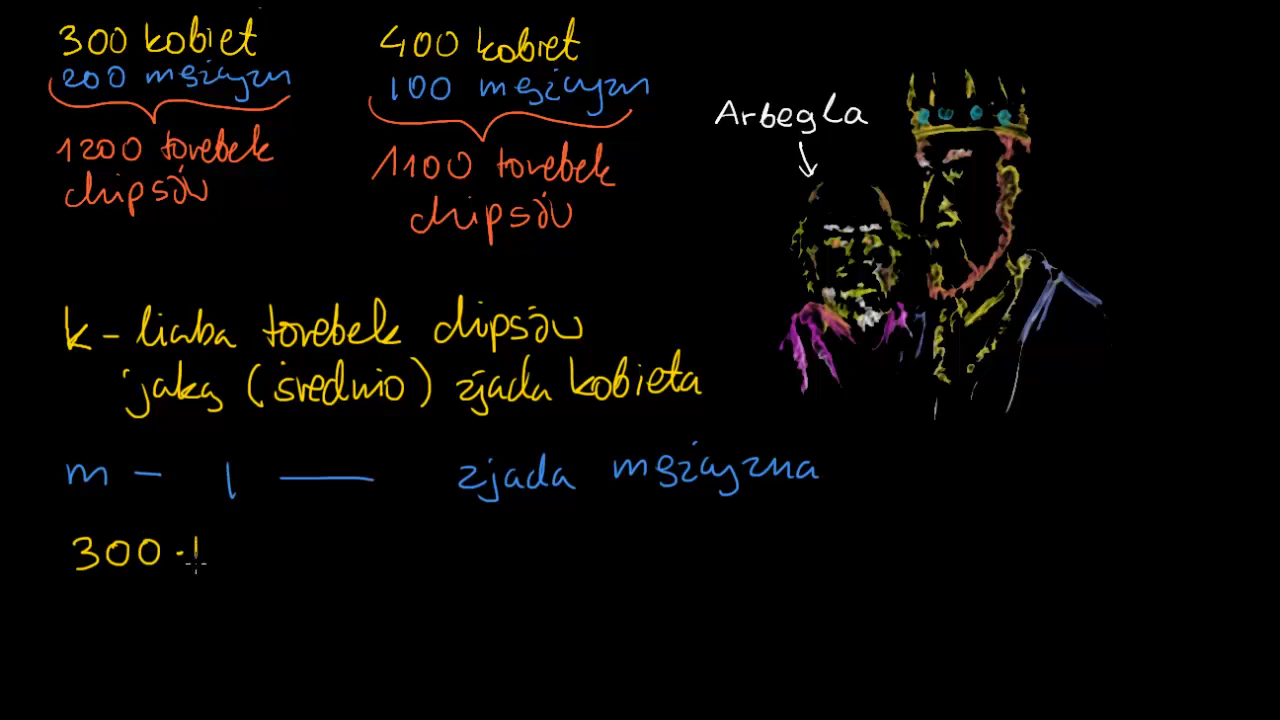 300 kobiet
200 mężczyzn
1200 torebek
chipsów
400 kobiet
100 mężczyzn
1100 torebek
chipsów
Arbegla
k - liczba torebek chipsów
jaką (średnio) zjada kobieta
m - | — zjada mężczyzna
300 ·